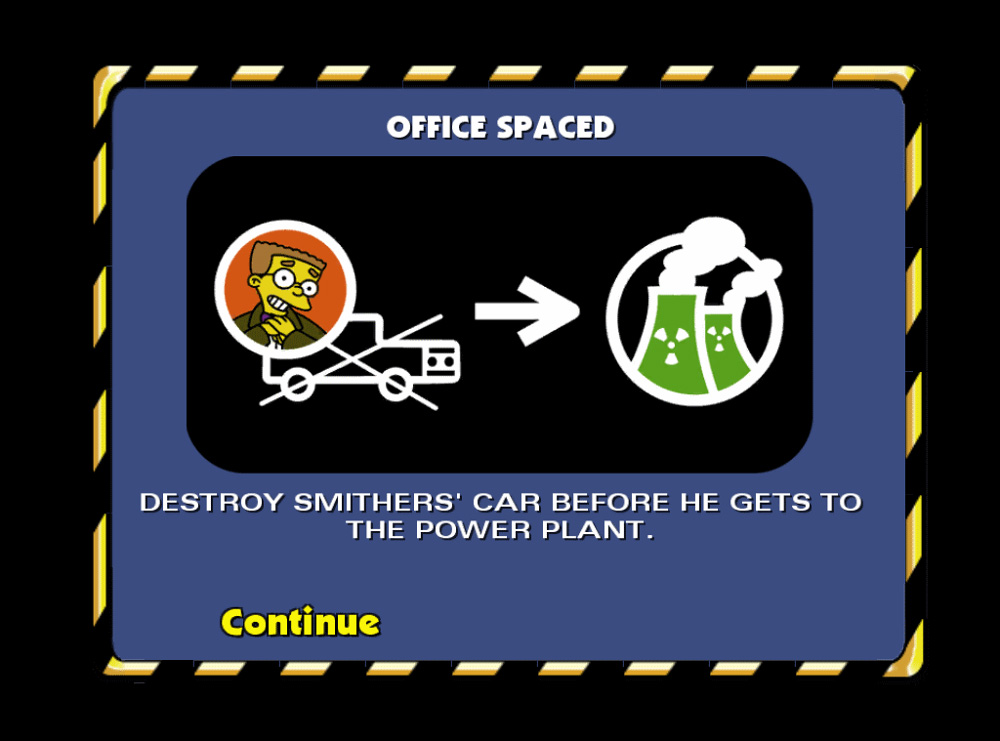 OFFICE SPACED
DESTROY SMITHERS' CAR BEFORE HE GETS TO
THE POWER PLANT.
Continue